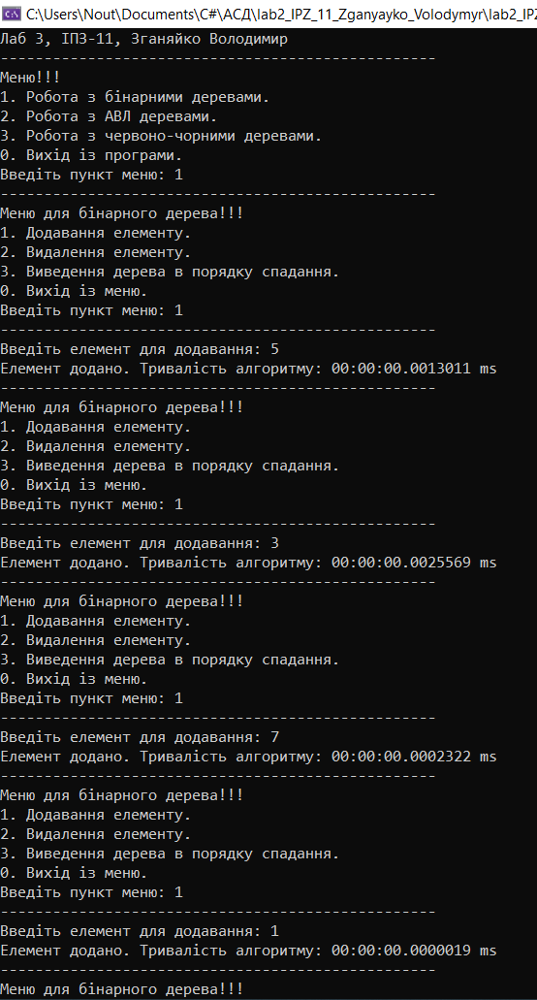 C:\Users\Nout\Documents\C#\АСД\lab2_IPZ_11_Zganyayko_Volodymyr\lab2_IPZ
Лаб 3, ІПЗ-11, Зганяйко Володимир
--------------------------------------------------
Меню!!!
1. Робота з бінарними деревами.
2. Робота з АВЛ деревами.
3. Робота з червоно-чорними деревами.
0. Вихід із програми.
Введіть пункт меню: 1
--------------------------------------------------
Меню для бінарного дерева!!!
1. Додавання елементу.
2. Видалення елементу.
3. Виведення дерева в порядку спадання.
0. Вихід із меню.
Введіть пункт меню: 1
--------------------------------------------------
Введіть елемент для додавання: 5
Елемент додано. Тривалість алгоритму: 00:00:00.0013011 ms
--------------------------------------------------
Меню для бінарного дерева!!!
1. Додавання елементу.
2. Видалення елементу.
3. Виведення дерева в порядку спадання.
0. Вихід із меню.
Введіть пункт меню: 1
--------------------------------------------------
Введіть елемент для додавання: 3
Елемент додано. Тривалість алгоритму: 00:00:00.0025569 ms
--------------------------------------------------
Меню для бінарного дерева!!!
1. Додавання елементу.
2. Видалення елементу.
3. Виведення дерева в порядку спадання.
0. Вихід із меню.
Введіть пункт меню: 1
--------------------------------------------------
Введіть елемент для додавання: 7
Елемент додано. Тривалість алгоритму: 00:00:00.0002322 ms
--------------------------------------------------
Меню для бінарного дерева!!!
1. Додавання елементу.
2. Видалення елементу.
3. Виведення дерева в порядку спадання.
0. Вихід із меню.
Введіть пункт меню: 1
--------------------------------------------------
Введіть елемент для додавання: 1
Елемент додано. Тривалість алгоритму: 00:00:00.0000019 ms
--------------------------------------------------
Меню для бінарного дерева!!!